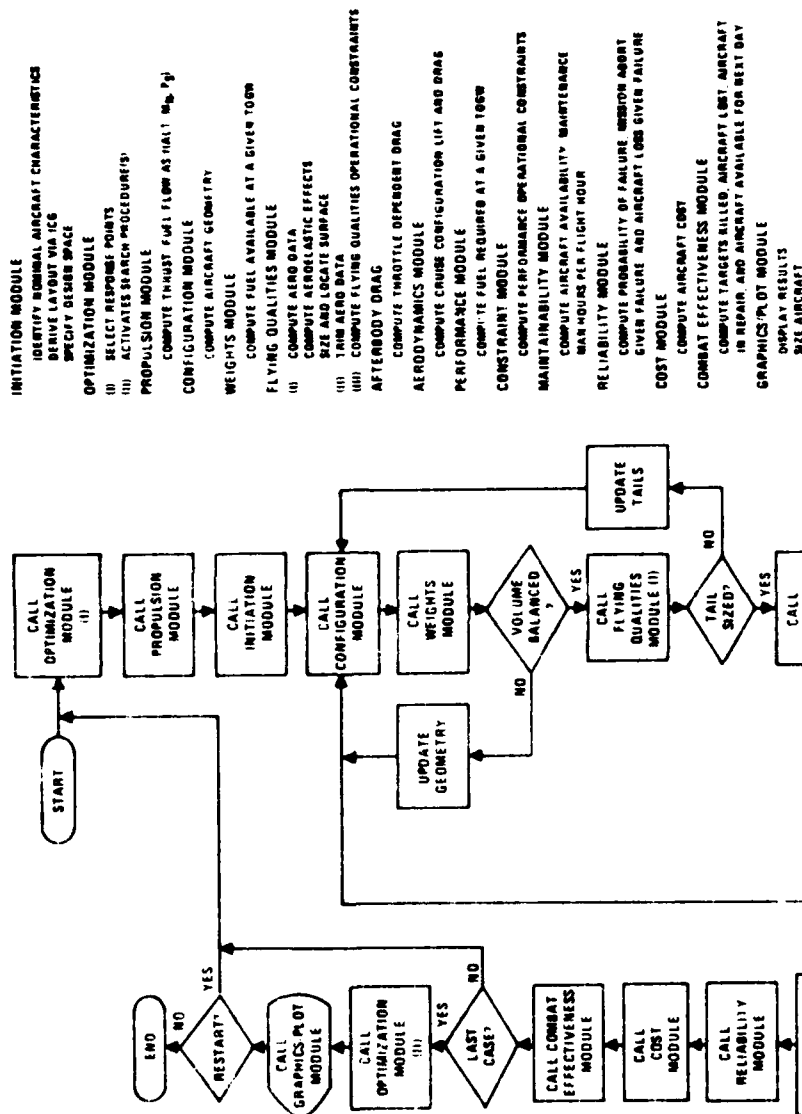 START
CALL
OPTIMIZATION
MODULE
(I)
CALL
PROPULSION
MODULE
CALL
INITIATION
MODULE
CALL
CONFIGURATION
MODULE
CALL
WEIGHTS
MODULE
VOLUME
BALANCED
?
NO
YES
UPDATE
GEOMETRY
CALL
FLYING
QUALITIES
MODULE (I)
TAIL
SIZED?
NO
YES
UPDATE
TAILS
CALL
END
NO
RESTART?
YES
CALL
GRAPHICS-PLOT
MODULE
CALL
OPTIMIZATION
MODULE
(II)
YES
LAST
CASE?
NO
CALL COMBAT
EFFECTIVENESS
MODULE
CALL
COST
MODULE
CALL
RELIABILITY
MODULE
INITIATION MODULE
IDENTIFY NOMINAL AIRCRAFT CHARACTERISTICS
DERIVE LAYOUT VIA ICG
SPECIFY DESIGN SPACE
OPTIMIZATION MODULE
(I) SELECT RESPONSE POINTS
(II) ACTIVATES SEARCH PROCEDURE(S)
PROPULSION MODULE
COMPUTE THRUST FUEL FLOW AS
CONFIGURATION MODULE
COMPUTE AIRCRAFT GEOMETRY
WEIGHTS MODULE
COMPUTE FUEL AVAILABLE AT A GIVEN TOGW
FLYING QUALITIES MODULE
(I) COMPUTE AERO DATA
COMPUTE AEROELASTIC EFFECTS
SIZE AND LOCATE SURFACE
(II) TRIM AERO DATA
(III) COMPUTE FLYING QUALITIES OPERATIONAL CONSTRAINTS
AFTERBODY DRAG
COMPUTE THROTTLE DEPENDENT DRAG
AERODYNAMICS MODULE
COMPUTE CRUISE CONFIGURATION LIFT AND DRAG
PERFORMANCE MODULE
COMPUTE FUEL REQUIRED AT A GIVEN TOGW
CONSTRAINT MODULE
COMPUTE PERFORMANCE OPERATIONAL CONSTRAINTS
MAINTAINABILITY MODULE
COMPUTE AIRCRAFT AVAILABILITY MAINTENANCE
MAN HOURS PER FLIGHT HOUR
RELIABILITY MODULE
COMPUTE PROBABILITY OF FAILURE, MISSION ABORT
GIVEN FAILURE AND AIRCRAFT LOSS GIVEN FAILURE
COST MODULE
COMPUTE AIRCRAFT COST
COMBAT EFFECTIVENESS MODULE
COMPUTE TARGETS KILLED, AIRCRAFT LOST, AIRCRAFT
IN REPAIR, AND AIRCRAFT AVAILABLE FOR NEXT DAY
GRAPHICS/PLOT MODULE
DISPLAY RESULTS
SIZE AIRCRAFT